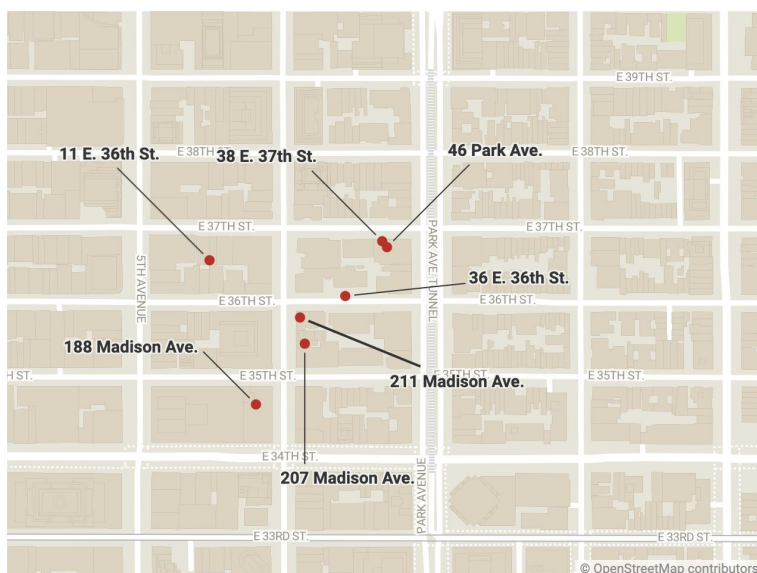 E 39TH ST.
E 38TH ST.
E 38TH ST.
11 E. 36th St.
38 E. 37th St.
46 Park Ave.
E 37TH ST.
E 37TH ST.
PARK AVE. TUNNEL
5TH AVENUE
36 E. 36th St.
E 36TH ST.
E 36TH ST.
188 Madison Ave.
TH ST.
E 35TH ST.
E 35TH ST.
E 35TH ST.
211 Madison Ave.
E 34TH ST.
207 Madison Ave.
PARK AVENUE
E 33RD ST.
E 33RD ST.
© OpenStreetMap contributors